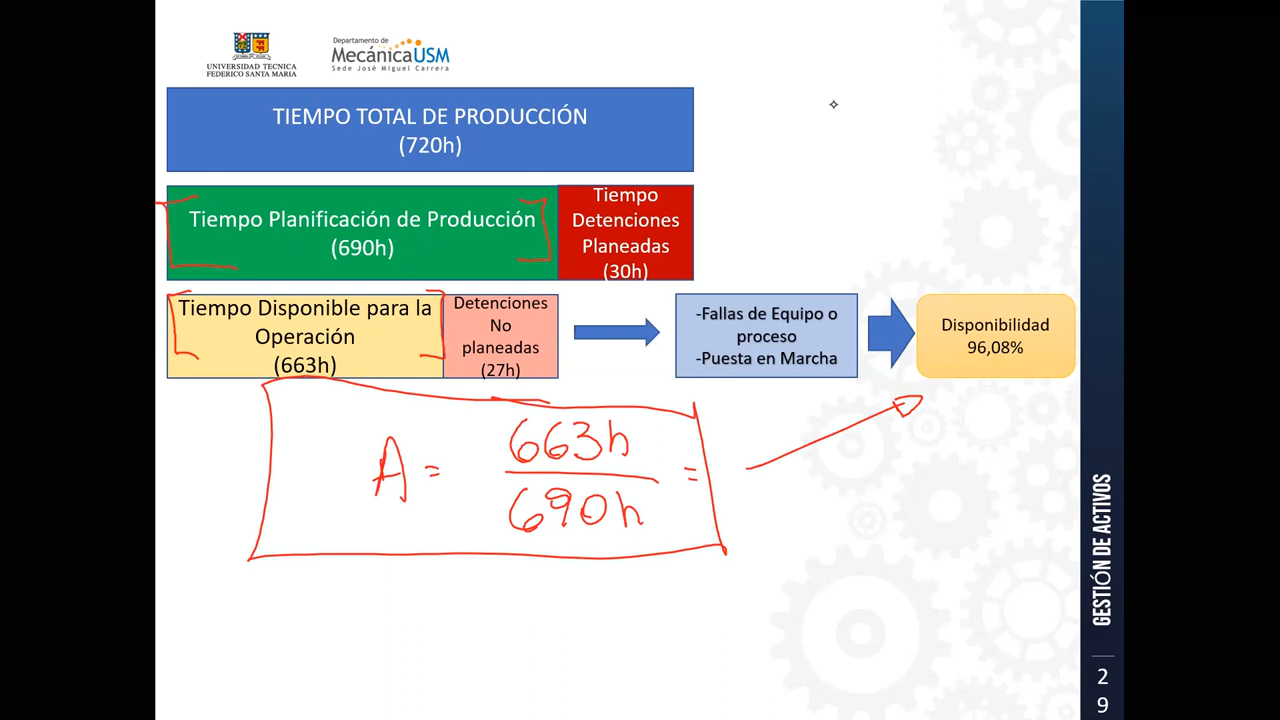 UNIVERSIDAD TECNICA
FEDERICO SANTA MARIA
Departamento de
MecánicaUSM
Sede José Miguel Carrera
TIEMPO TOTAL DE PRODUCCIÓN
(720h)
Tiempo Planificación de Producción
(690h)
Tiempo
Detenciones
Planeadas
(30h)
Tiempo Disponible para la
Operación
(663h)
Detenciones
No
planeadas
(27h)
-Fallas de Equipo o
proceso
-Puesta en Marcha
Disponibilidad
96,08%
A = 663h
690h =
GESTIÓN DE ACTIVOS
2
9